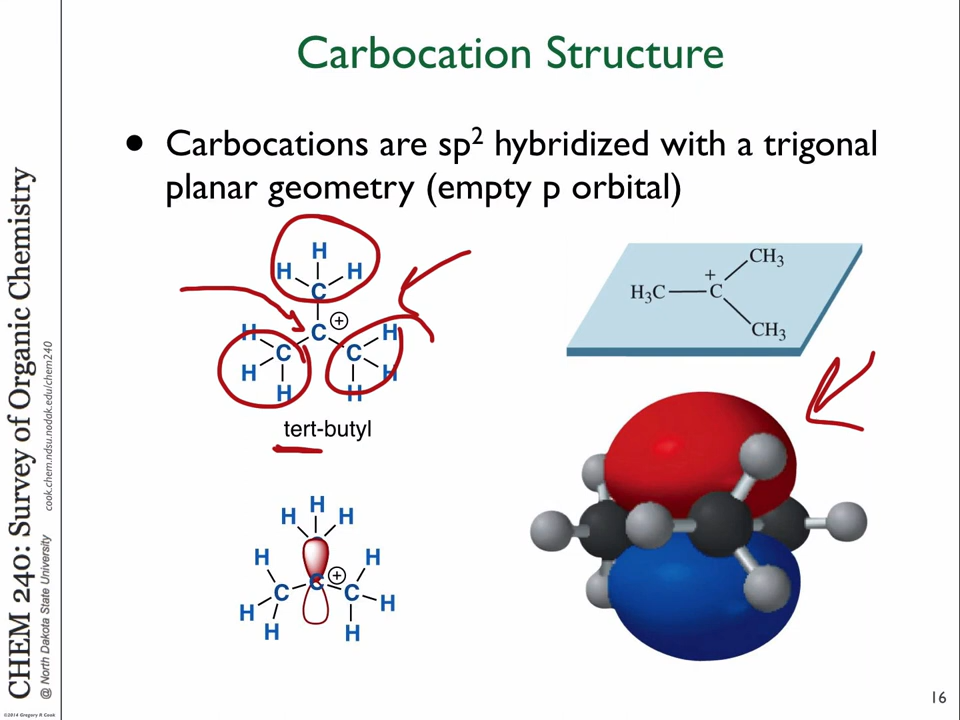 Carbocation Structure
• Carbocations are sp² hybridized with a trigonal
planar geometry (empty p orbital)
H
H H
C
H C + H
C C
H H
H H
tert-butyl
CH₃
+
H₃C C
CH₃
H
H H
H H
C +
C C
H H
H H
CHEM 240: Survey of Organic Chemistry
@ North Dakota State University cook.chem.ndsu.nodak.edu/chem240
©2014 Gregory R Cook
16